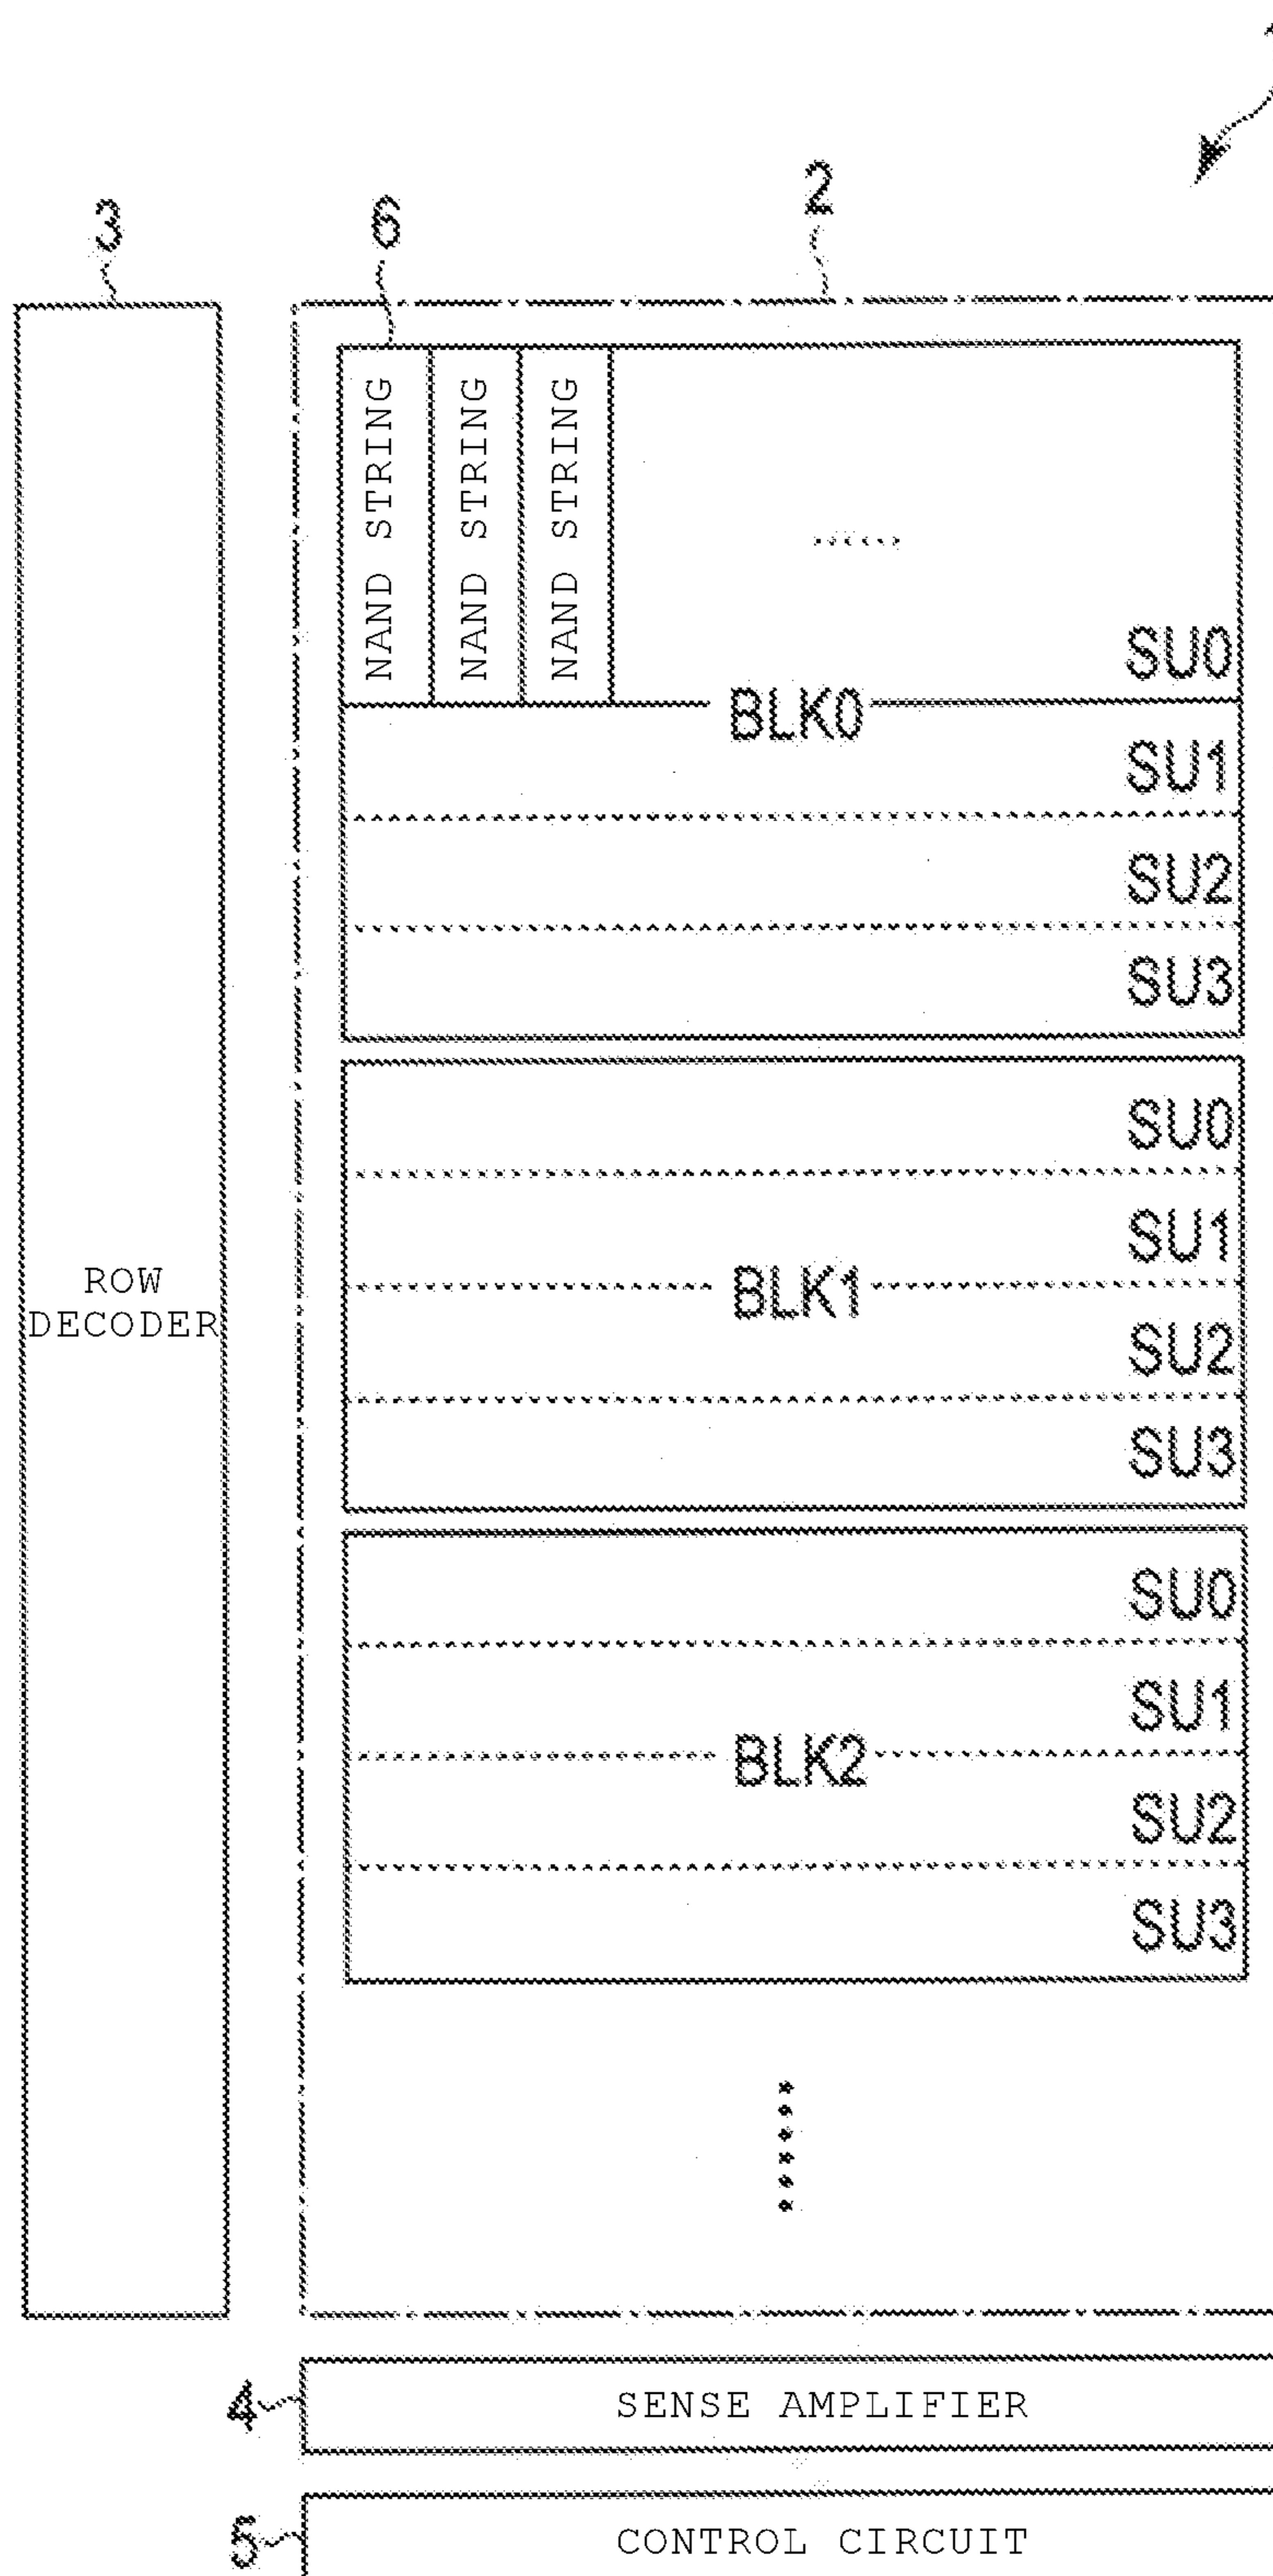 3
6
2
NAND STRING
NAND STRING
NAND STRING
SU0
BLK0
SU1
SU2
SU3
SU0
SU1
BLK1
SU2
SU3
ROW
DECODER
SU0
SU1
BLK2
SU2
SU3
4
SENSE AMPLIFIER
5
CONTROL CIRCUIT